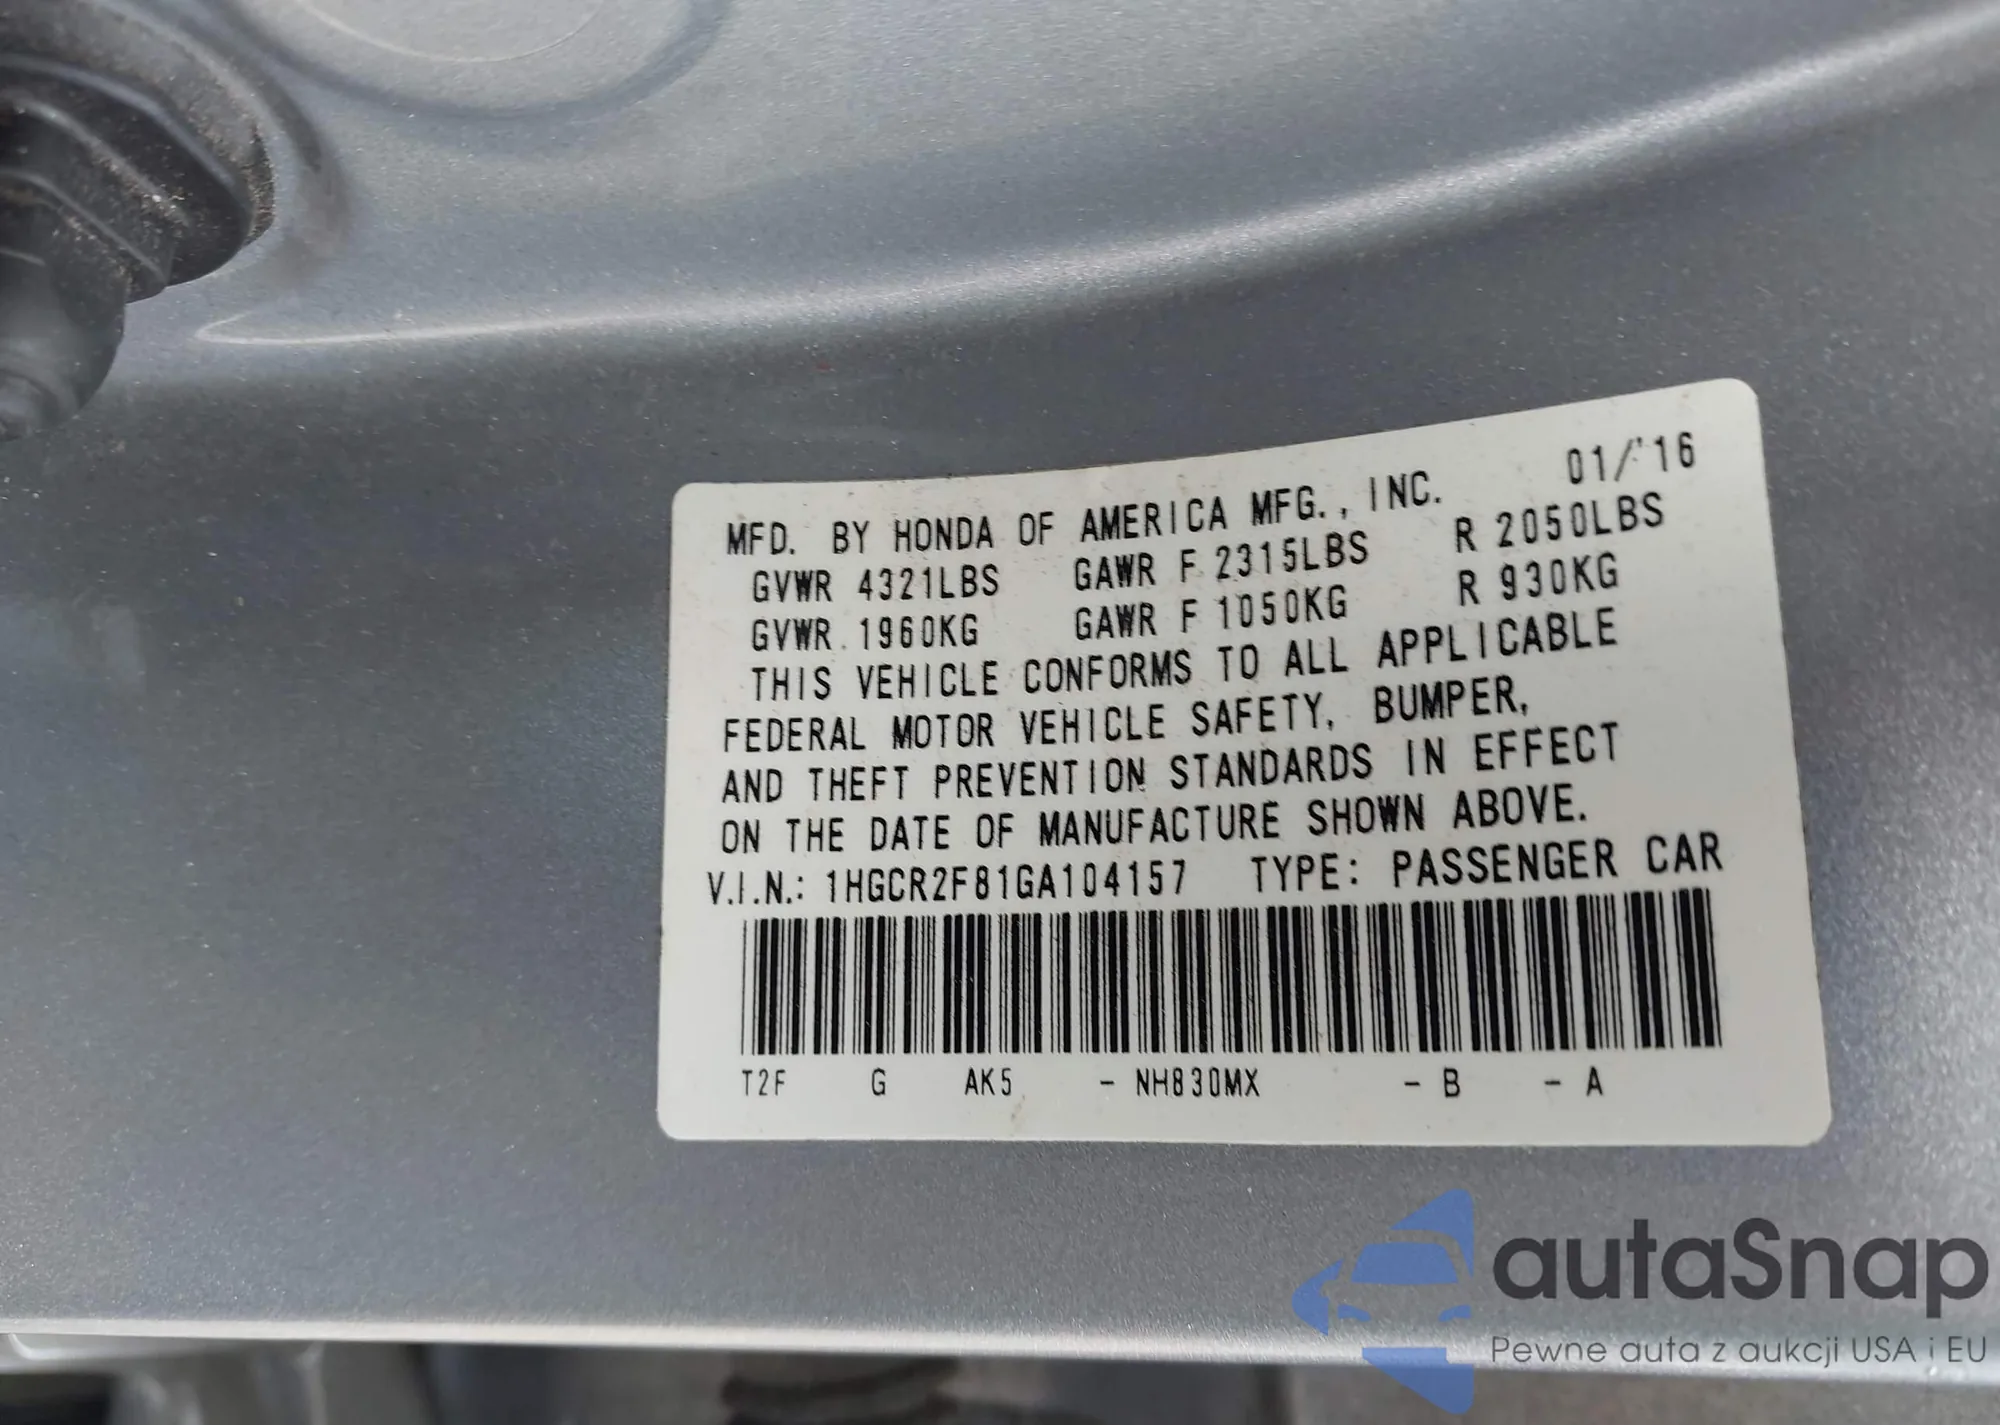 MFD. BY HONDA OF AMERICA MFG., INC. 01/'16
GVWR 4321LBS GAWR F 2315LBS R 2050LBS
GVWR 1960KG GAWR F 1050KG R 930KG
THIS VEHICLE CONFORMS TO ALL APPLICABLE
FEDERAL MOTOR VEHICLE SAFETY, BUMPER,
AND THEFT PREVENTION STANDARDS IN EFFECT
ON THE DATE OF MANUFACTURE SHOWN ABOVE.
V.I.N.: 1HGCR2F81GA104157 TYPE: PASSENGER CAR
T2F G AK5 - NH830MX - B - A
autaSnap
Pewne auta z aukcji USA i EU